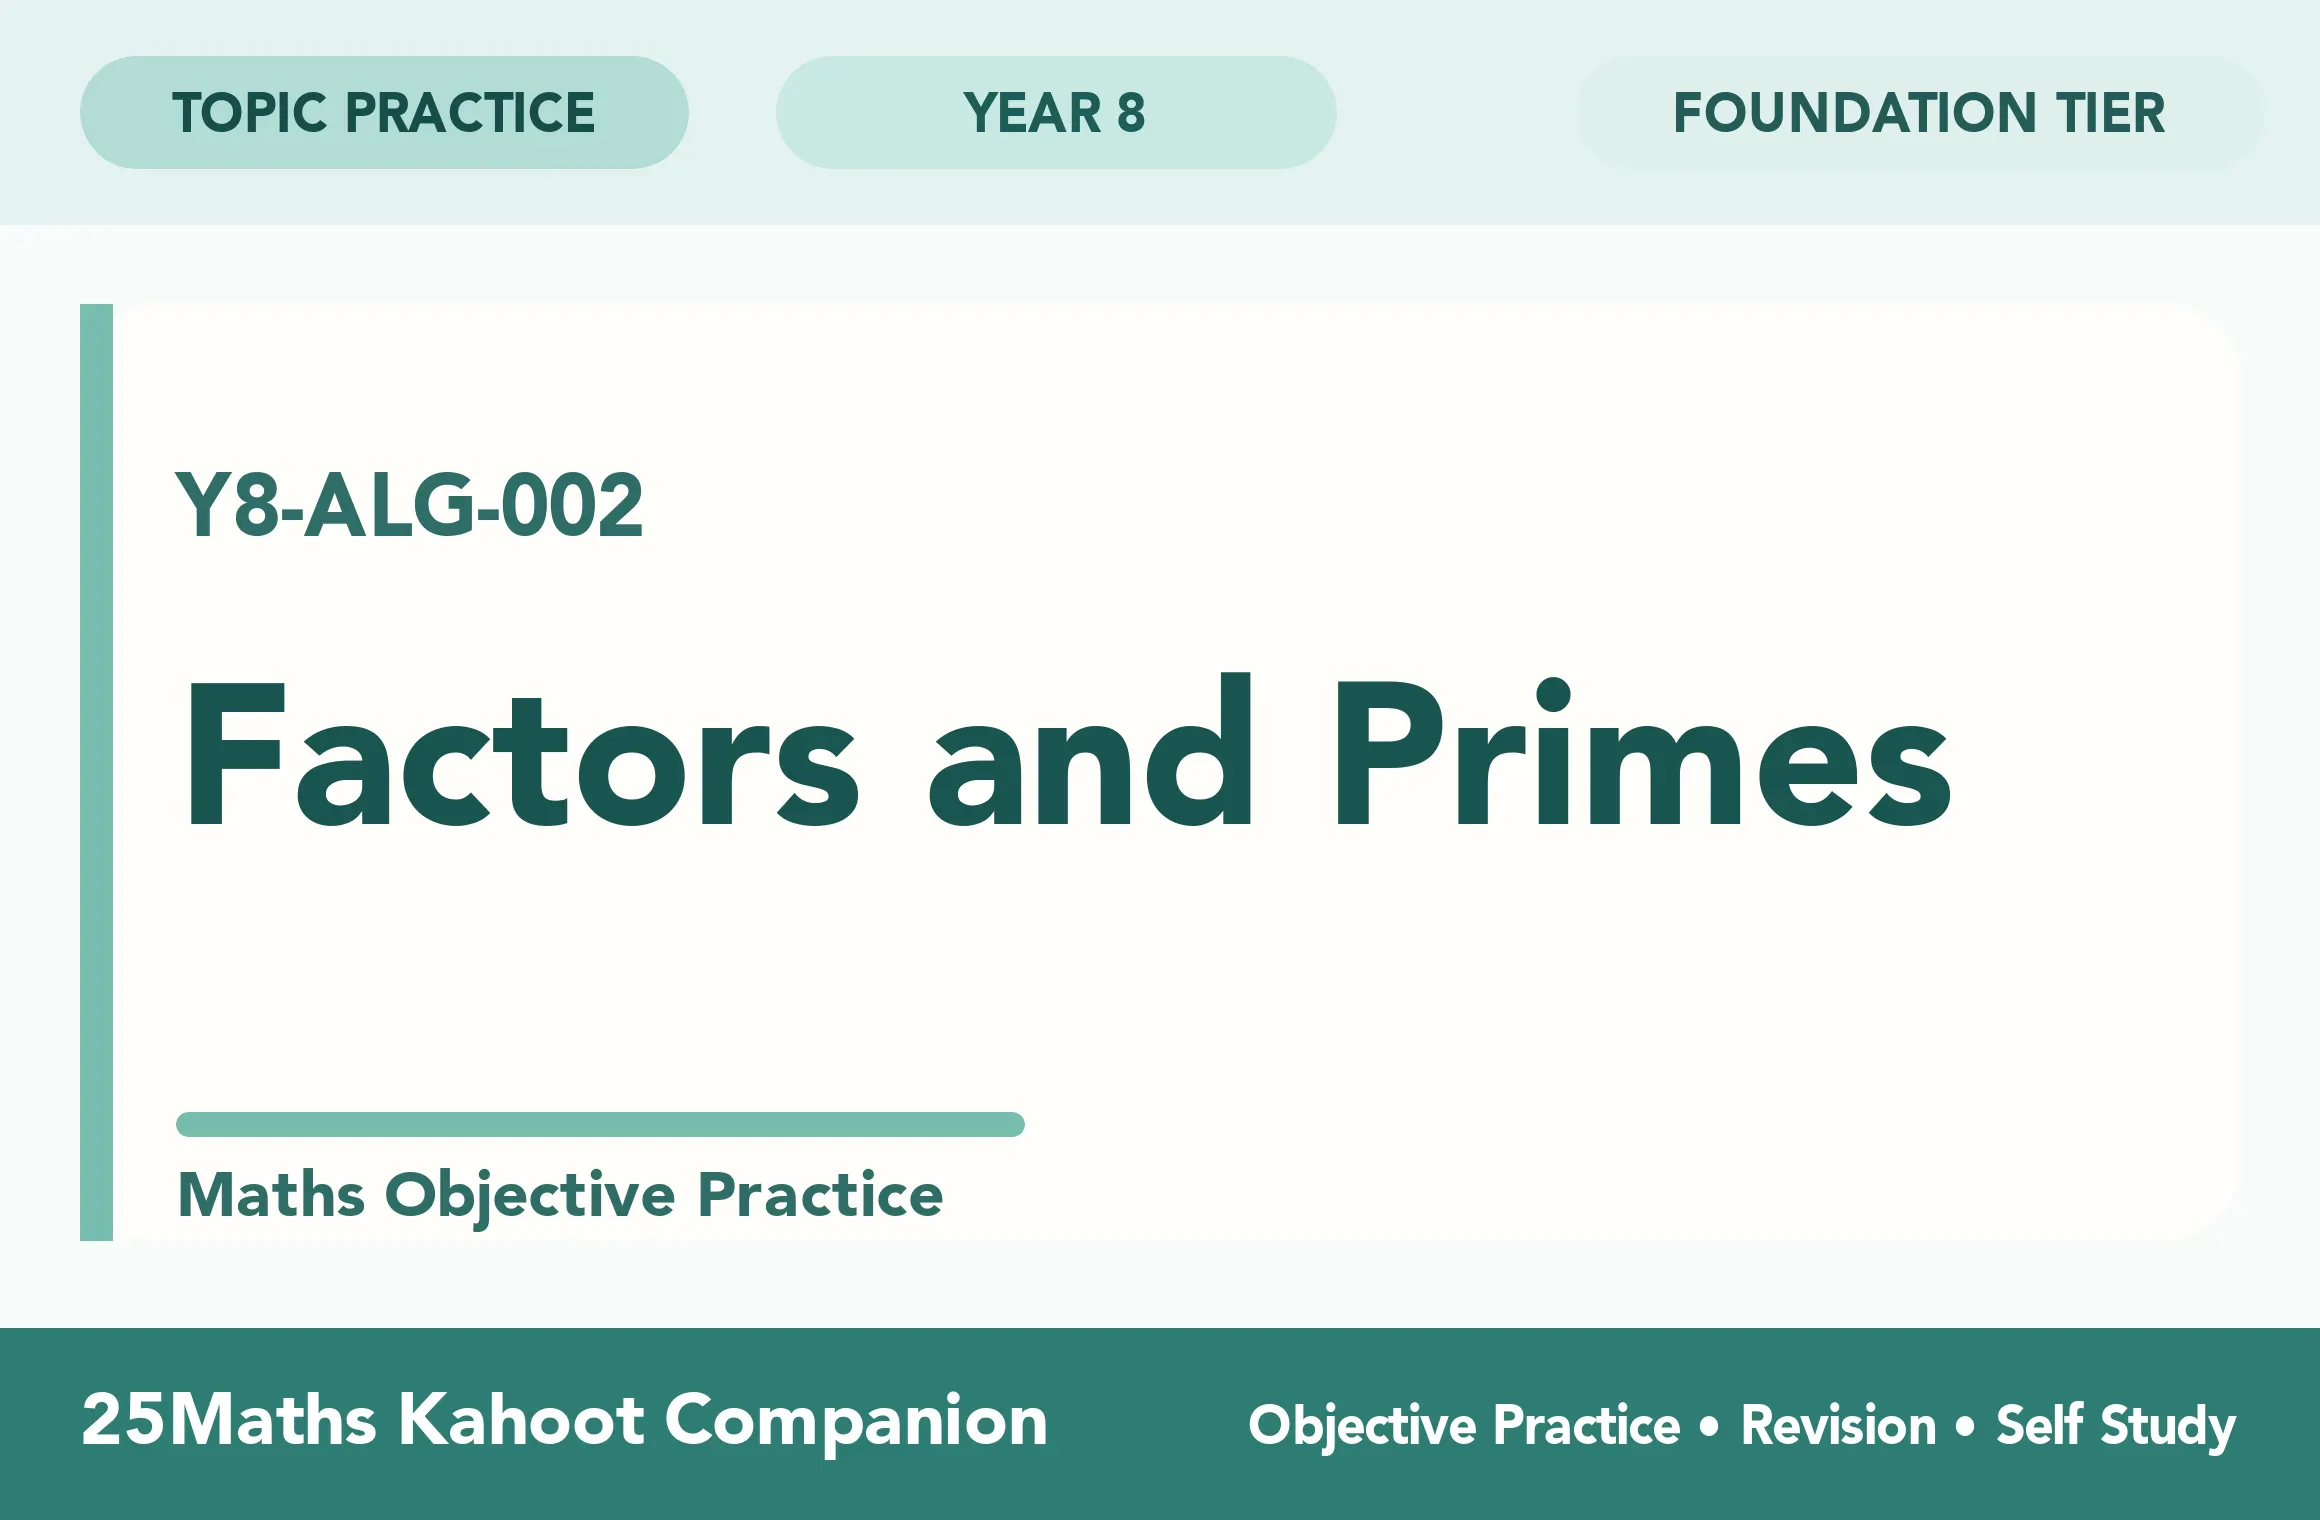 TOPIC PRACTICE
YEAR 8
FOUNDATION TIER
Y8-ALG-002
Factors and Primes
Maths Objective Practice
25Maths Kahoot Companion
Objective Practice • Revision • Self Study